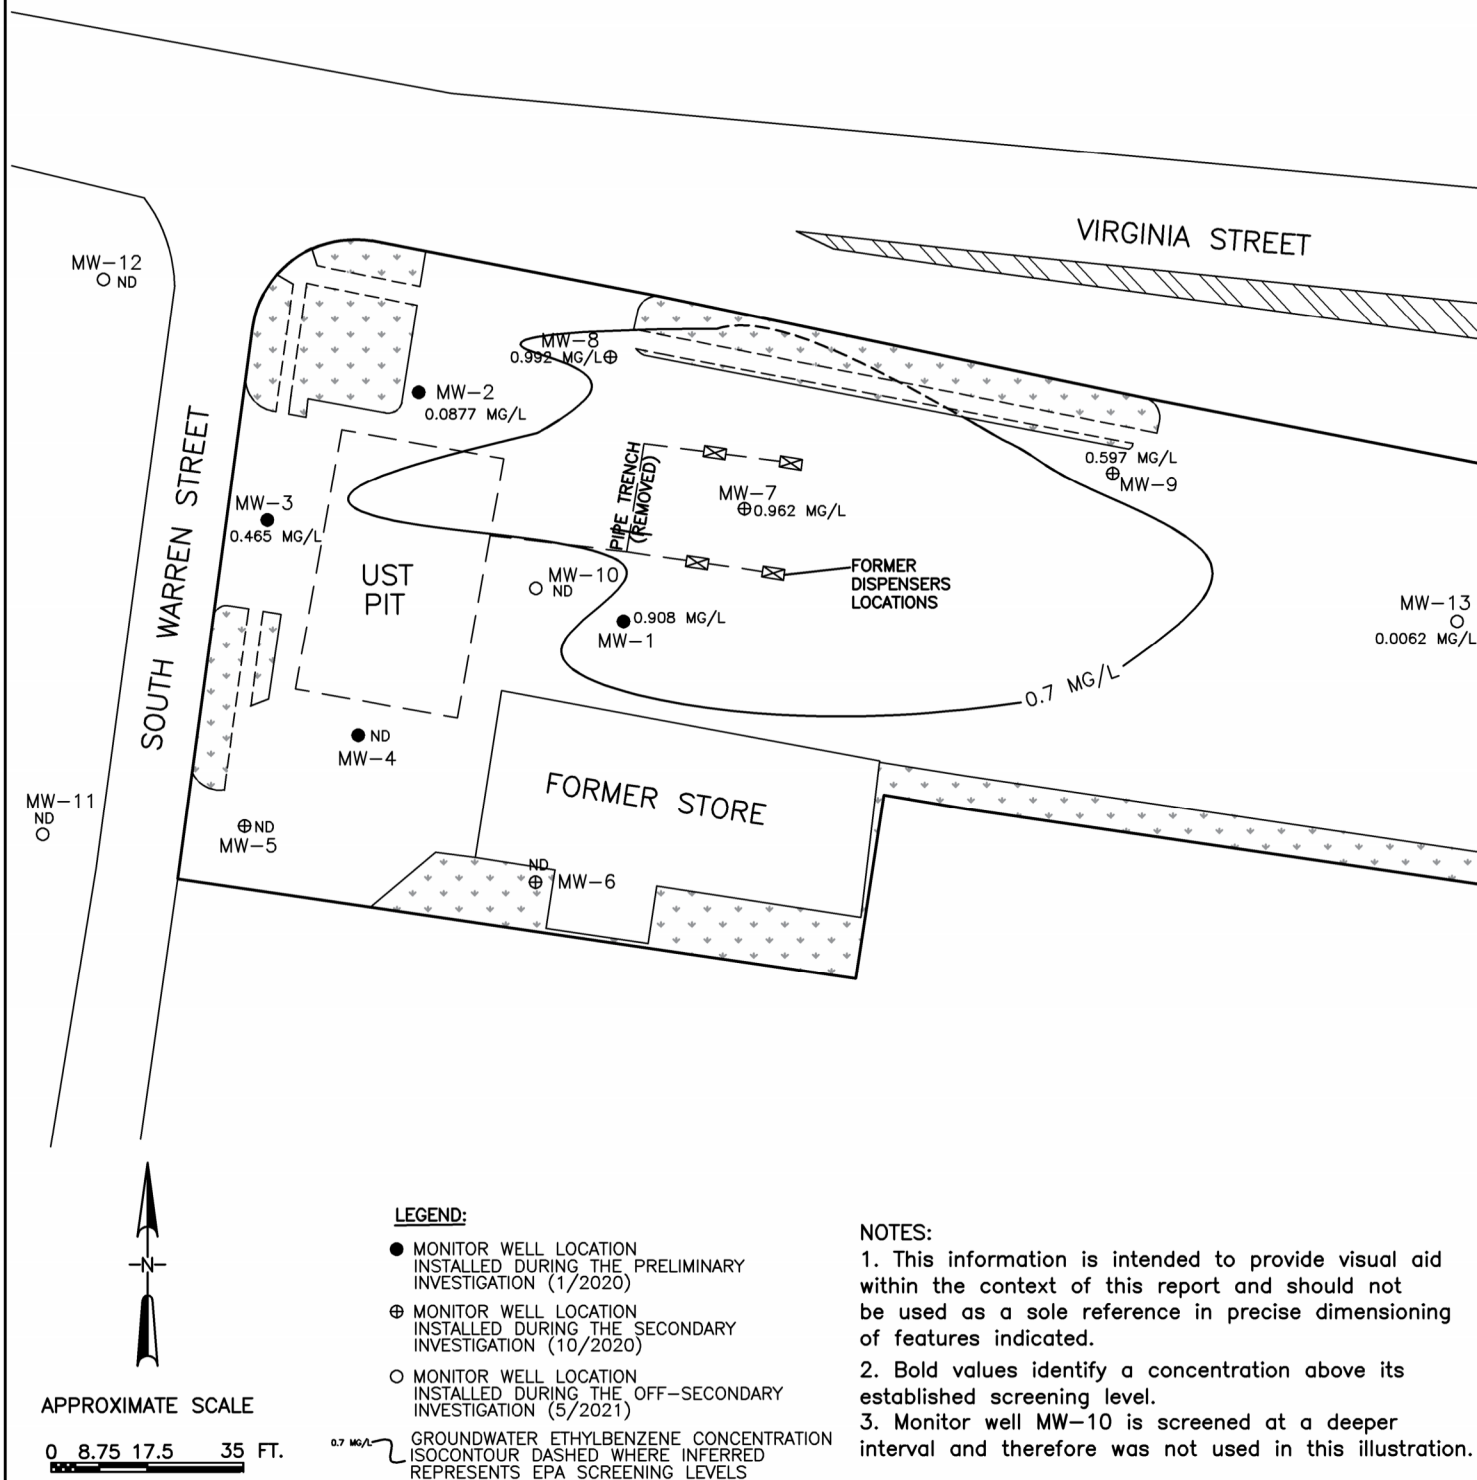 VIRGINIA STREET
MW-12
ND
MW-8
0.992 MG/L
MW-2
0.0877 MG/L
0.597 MG/L
MW-9
PIPE TRENCH
(REMOVED)
MW-7
0.962 MG/L
MW-3
0.465 MG/L
SOUTH WARREN STREET
UST
PIT
MW-10
ND
FORMER
DISPENSERS
LOCATIONS
MW-13
0.0062 MG/L
0.908 MG/L
MW-1
0.7 MG/L
ND
MW-4
FORMER STORE
MW-11
ND
ND
MW-5
ND
MW-6
-N-
APPROXIMATE SCALE
0 8.75 17.5 35 FT.
LEGEND:
MONITOR WELL LOCATION
INSTALLED DURING THE PRELIMINARY
INVESTIGATION (1/2020)
MONITOR WELL LOCATION
INSTALLED DURING THE SECONDARY
INVESTIGATION (10/2020)
MONITOR WELL LOCATION
INSTALLED DURING THE OFF-SECONDARY
INVESTIGATION (5/2021)
0.7 MG/L
GROUNDWATER ETHYLBENZENE CONCENTRATION
ISOCONTOUR DASHED WHERE INFERRED
REPRESENTS EPA SCREENING LEVELS
NOTES:
1. This information is intended to provide visual aid
within the context of this report and should not
be used as a sole reference in precise dimensioning
of features indicated.
2. Bold values identify a concentration above its
established screening level.
3. Monitor well MW-10 is screened at a deeper
interval and therefore was not used in this illustration.